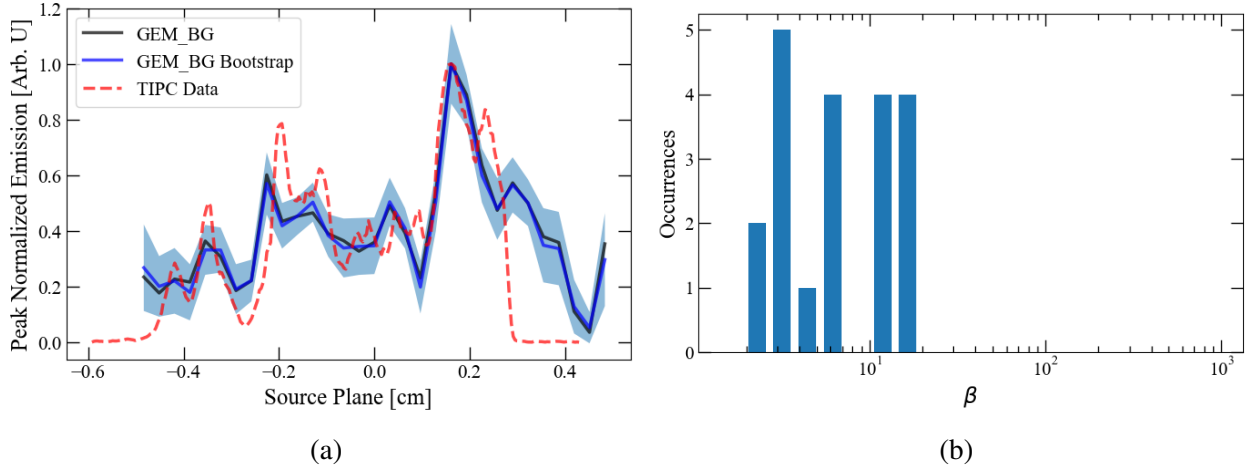 Peak Normalized Emission [Arb. U]
1.2
1.0
0.8
0.6
0.4
0.2
0.0
GEM_BG
GEM_BG Bootstrap
TIPC Data
−0.6
−0.4
−0.2
0.0
0.2
0.4
Source Plane [cm]
(a)
Occurrences
5
4
3
2
1
0
10¹
10²
10³
β
(b)